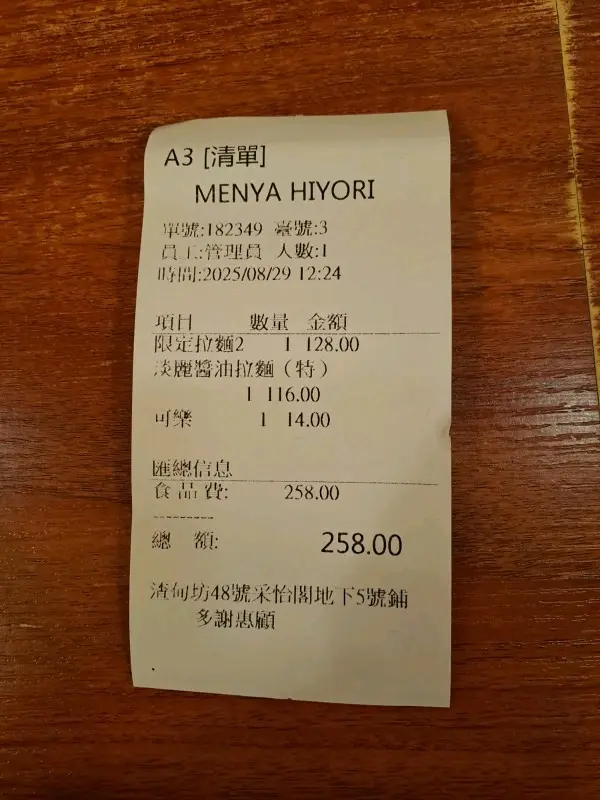 A3 [清單]
MENYA HIYORI
單號:182349 臺號:3
員工:管理員 人數:1
時間:2025/08/29 12:24
項目 數量 金額
限定拉麵2 1 128.00
淡麗醬油拉麵（特）
1 116.00
可樂 1 14.00
匯總信息
食品費: 258.00
---------
總 額: 258.00
渣甸坊48號采怡閣地下5號鋪
多謝惠顧